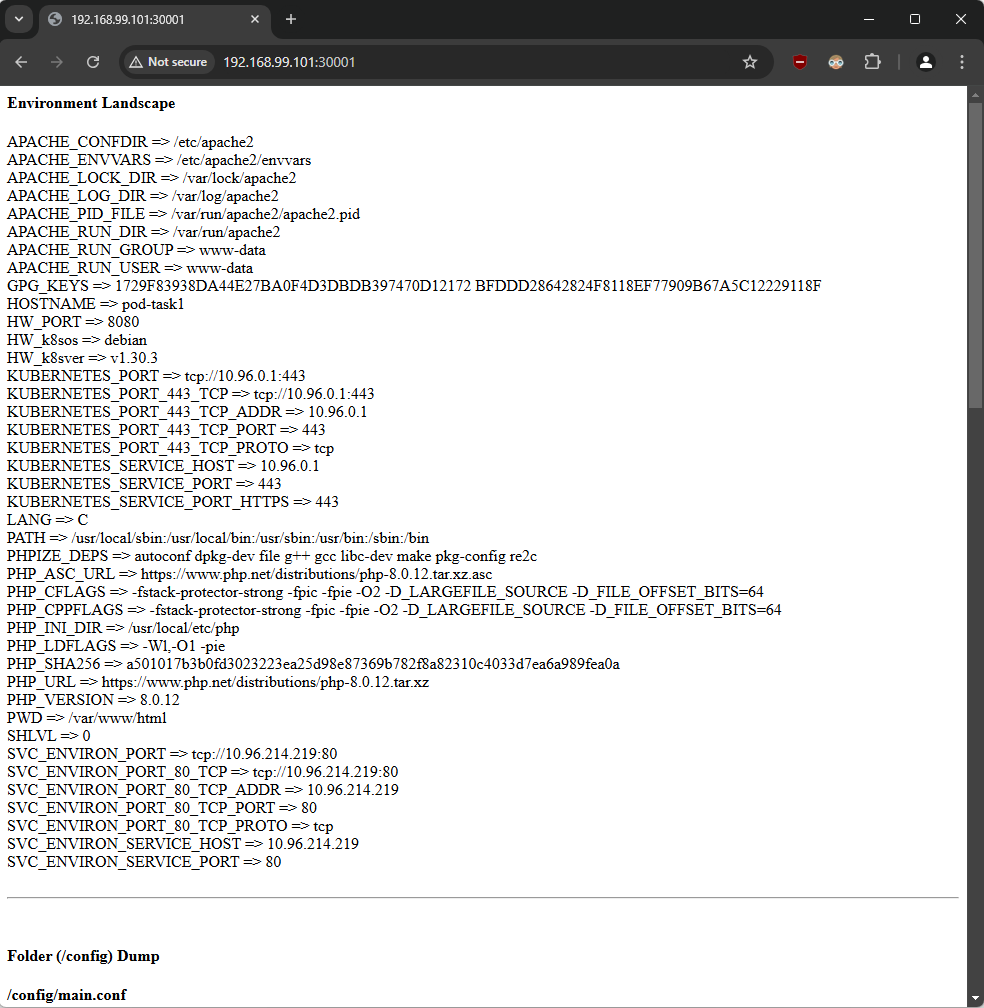 192.168.99.101:30001
Not secure 192.168.99.101:30001
Environment Landscape
APACHE_CONFDIR => /etc/apache2
APACHE_ENVVARS => /etc/apache2/envvars
APACHE_LOCK_DIR => /var/lock/apache2
APACHE_LOG_DIR => /var/log/apache2
APACHE_PID_FILE => /var/run/apache2/apache2.pid
APACHE_RUN_DIR => /var/run/apache2
APACHE_RUN_GROUP => www-data
APACHE_RUN_USER => www-data
GPG_KEYS => 1729F83938DA44E27BA0F4D3DBDB397470D12172 BFDDD28642824F8118EF77909B67A5C12229118F
HOSTNAME => pod-task1
HW_PORT => 8080
HW_k8sos => debian
HW_k8sver => v1.30.3
KUBERNETES_PORT => tcp://10.96.0.1:443
KUBERNETES_PORT_443_TCP => tcp://10.96.0.1:443
KUBERNETES_PORT_443_TCP_ADDR => 10.96.0.1
KUBERNETES_PORT_443_TCP_PORT => 443
KUBERNETES_PORT_443_TCP_PROTO => tcp
KUBERNETES_SERVICE_HOST => 10.96.0.1
KUBERNETES_SERVICE_PORT => 443
KUBERNETES_SERVICE_PORT_HTTPS => 443
LANG => C
PATH => /usr/local/sbin:/usr/local/bin:/usr/sbin:/usr/bin:/sbin:/bin
PHPIZE_DEPS => autoconf dpkg-dev file g++ gcc libc-dev make pkg-config re2c
PHP_ASC_URL => https://www.php.net/distributions/php-8.0.12.tar.xz.asc
PHP_CFLAGS => -fstack-protector-strong -fpic -fpie -O2 -D_LARGEFILE_SOURCE -D_FILE_OFFSET_BITS=64
PHP_CPPFLAGS => -fstack-protector-strong -fpic -fpie -O2 -D_LARGEFILE_SOURCE -D_FILE_OFFSET_BITS=64
PHP_INI_DIR => /usr/local/etc/php
PHP_LDFLAGS => -Wl,-O1 -pie
PHP_SHA256 => a501017b3b0fd3023223ea25d98e87369b782f8a82310c4033d7ea6a989fea0a
PHP_URL => https://www.php.net/distributions/php-8.0.12.tar.xz
PHP_VERSION => 8.0.12
PWD => /var/www/html
SHLVL => 0
SVC_ENVIRON_PORT => tcp://10.96.214.219:80
SVC_ENVIRON_PORT_80_TCP => tcp://10.96.214.219:80
SVC_ENVIRON_PORT_80_TCP_ADDR => 10.96.214.219
SVC_ENVIRON_PORT_80_TCP_PORT => 80
SVC_ENVIRON_PORT_80_TCP_PROTO => tcp
SVC_ENVIRON_SERVICE_HOST => 10.96.214.219
SVC_ENVIRON_SERVICE_PORT => 80
Folder (/config) Dump
/config/main.conf